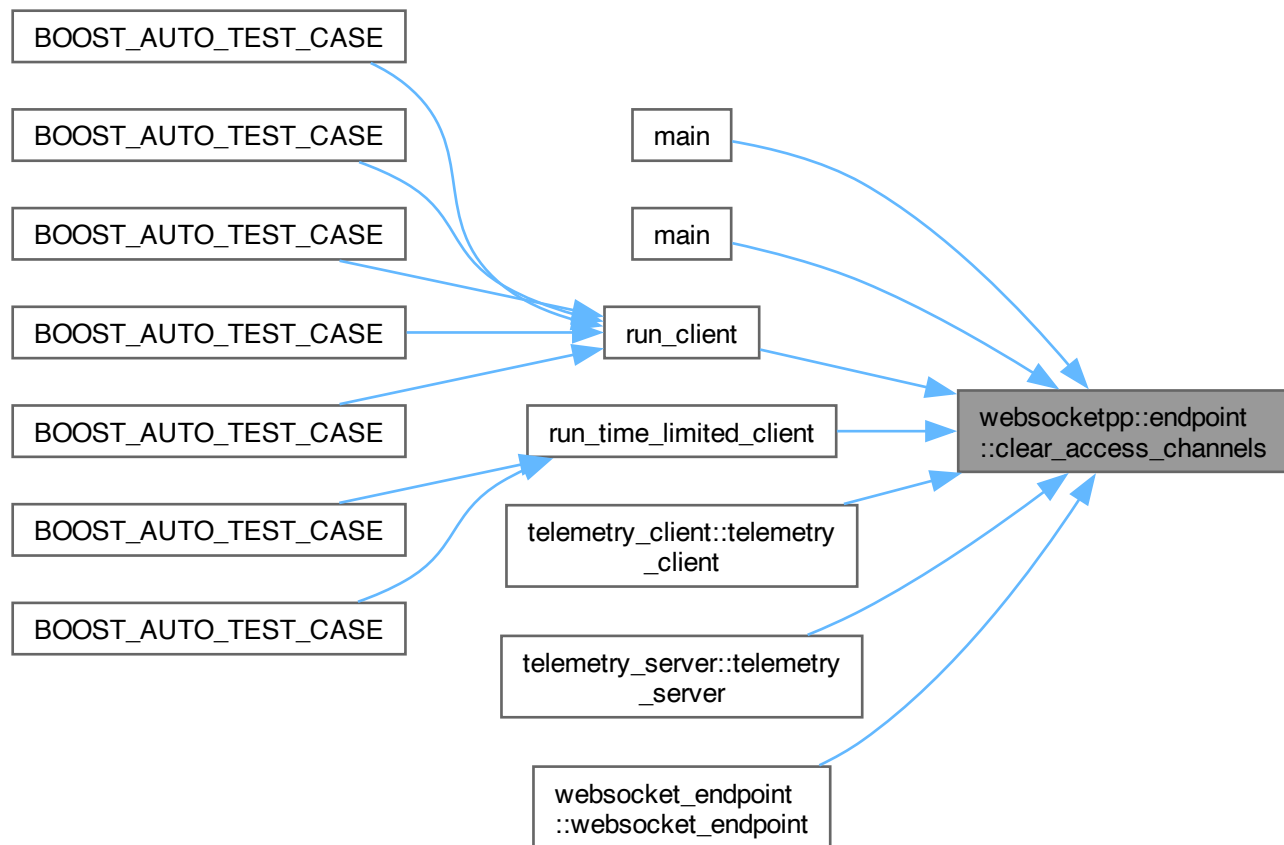 BOOST_AUTO_TEST_CASE
BOOST_AUTO_TEST_CASE
BOOST_AUTO_TEST_CASE
BOOST_AUTO_TEST_CASE
BOOST_AUTO_TEST_CASE
BOOST_AUTO_TEST_CASE
BOOST_AUTO_TEST_CASE
main
main
run_client
run_time_limited_client
telemetry_client::telemetry
_client
telemetry_server::telemetry
_server
websocket_endpoint
::websocket_endpoint
websocketpp::endpoint
::clear_access_channels